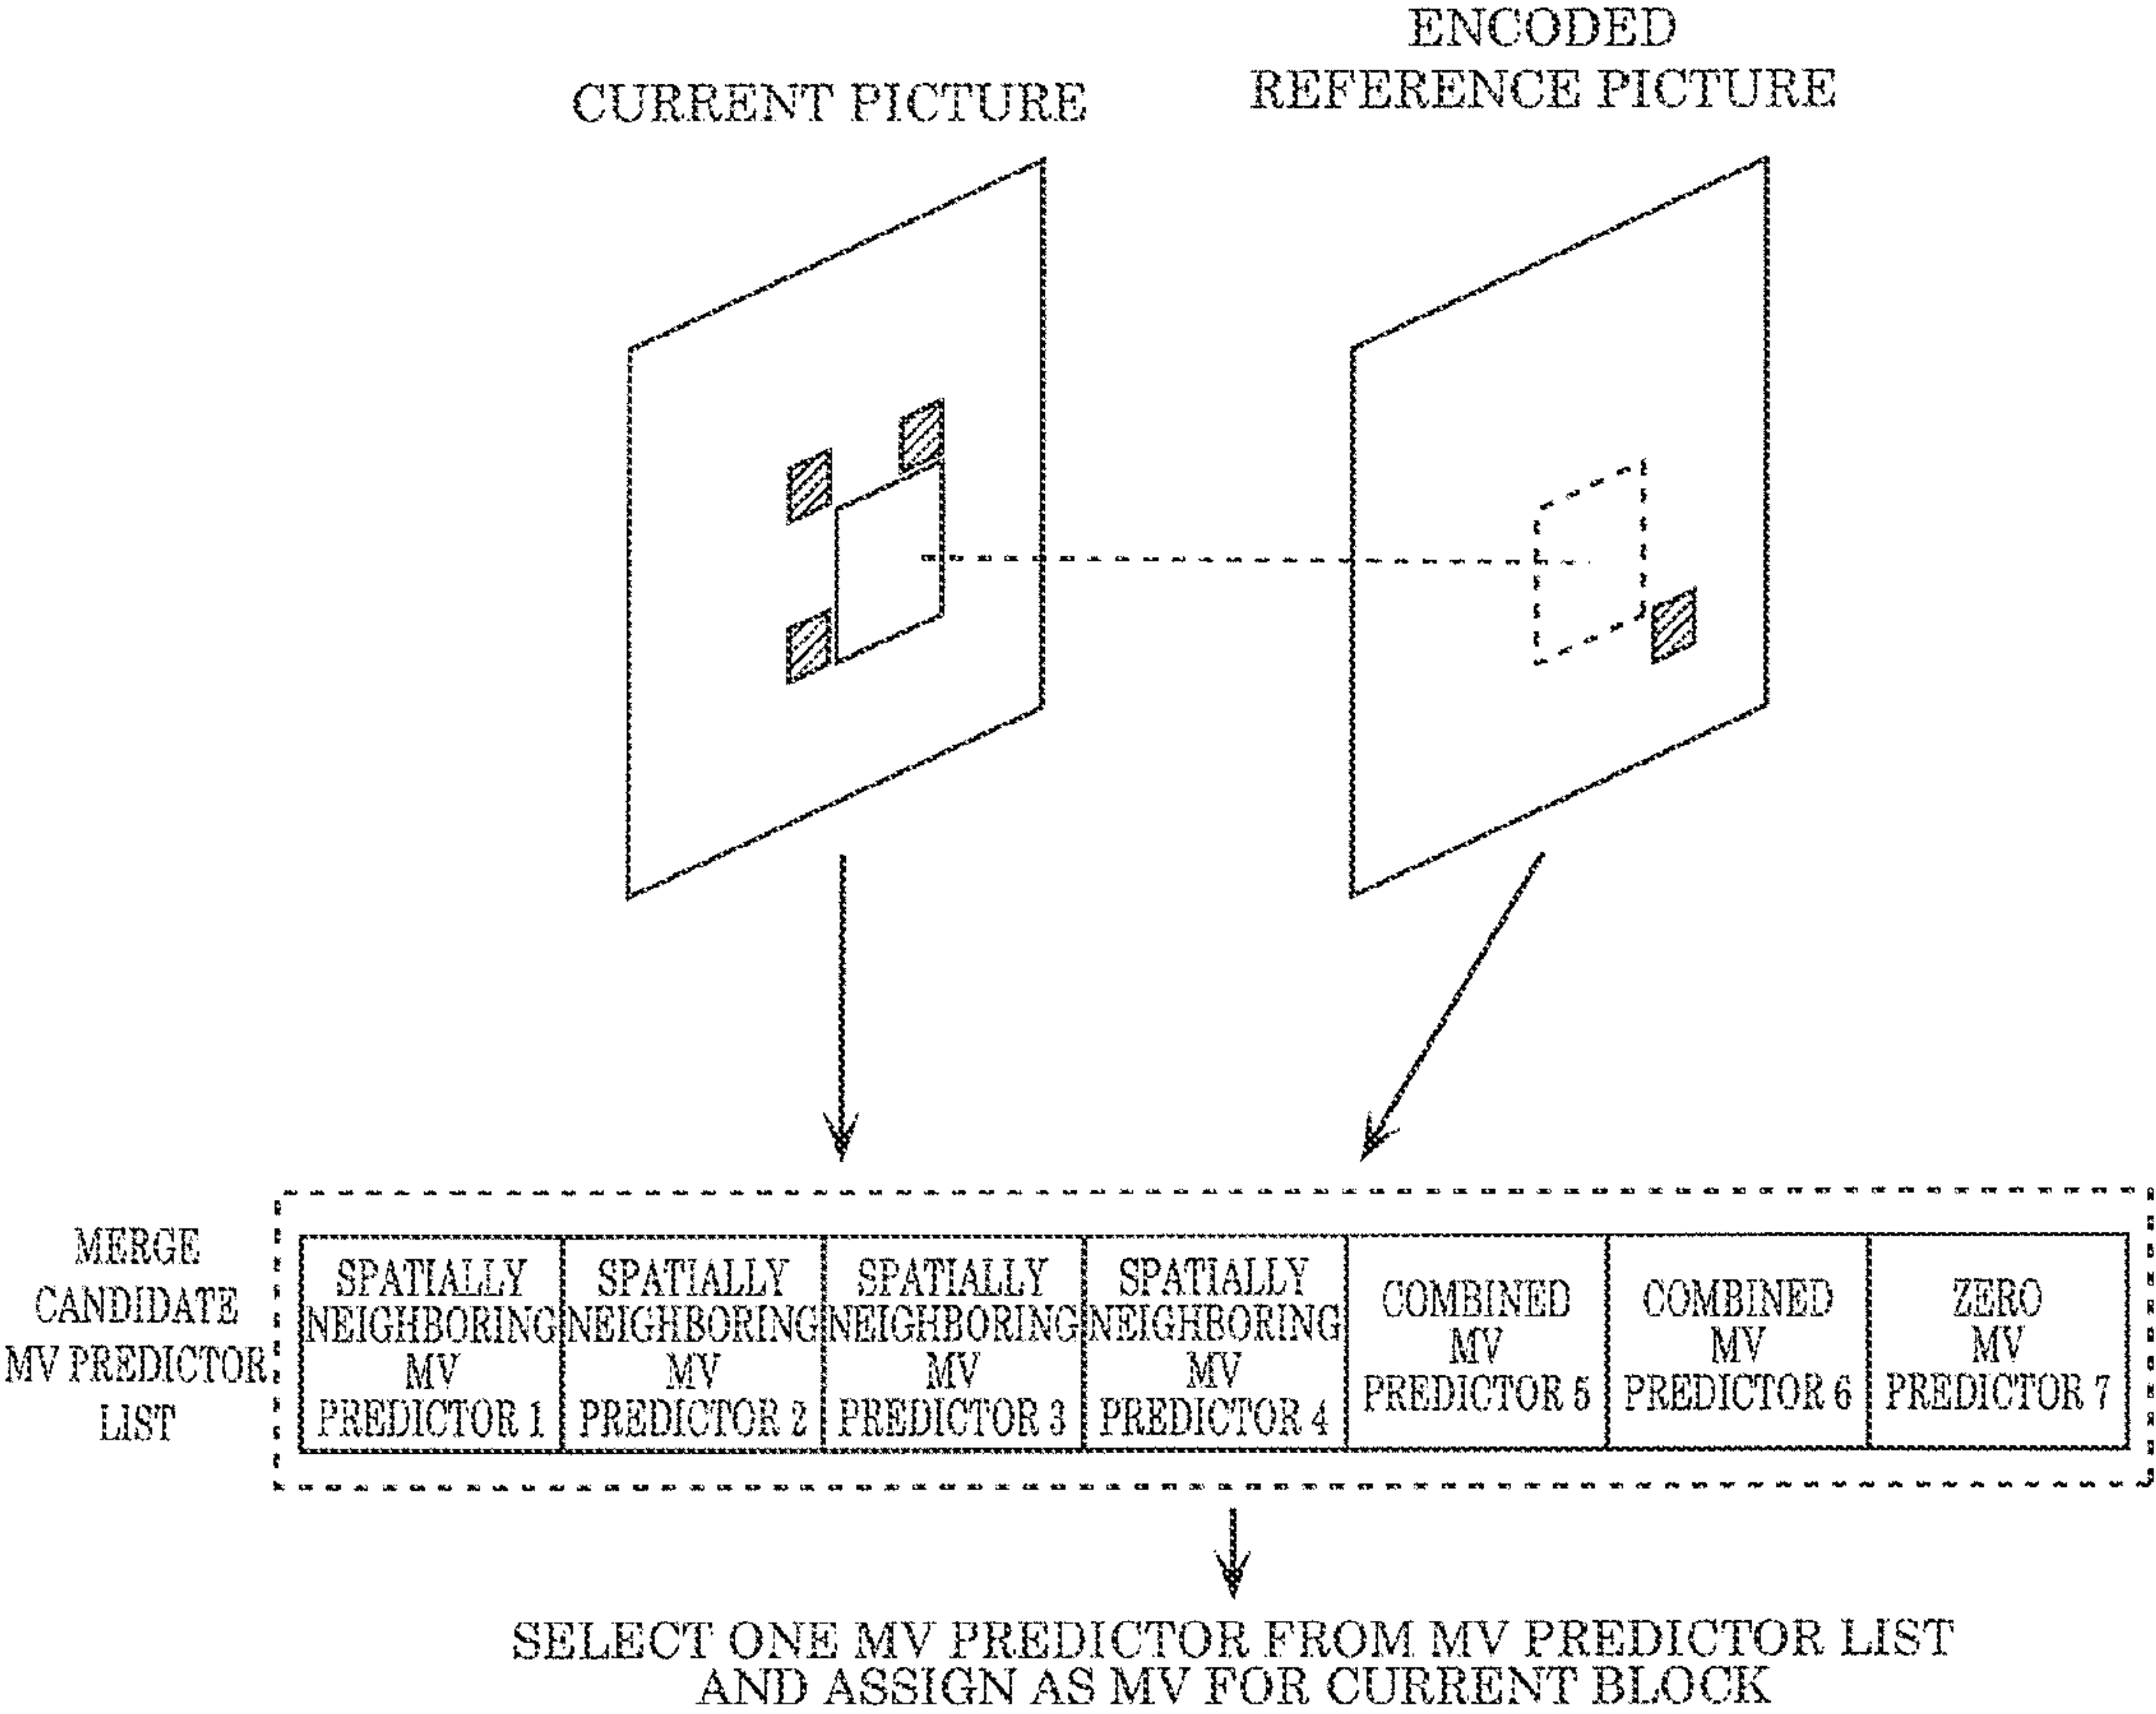 CURRENT PICTURE
ENCODED
REFERENCE PICTURE
MERGE
CANDIDATE
MV PREDICTOR
LIST
SPATIALLY
NEIGHBORING
MV
PREDICTOR 1
SPATIALLY
NEIGHBORING
MV
PREDICTOR 2
SPATIALLY
NEIGHBORING
MV
PREDICTOR 3
SPATIALLY
NEIGHBORING
MV
PREDICTOR 4
COMBINED
MV
PREDICTOR 5
COMBINED
MV
PREDICTOR 6
ZERO
MV
PREDICTOR 7
SELECT ONE MV PREDICTOR FROM MV PREDICTOR LIST
AND ASSIGN AS MV FOR CURRENT BLOCK